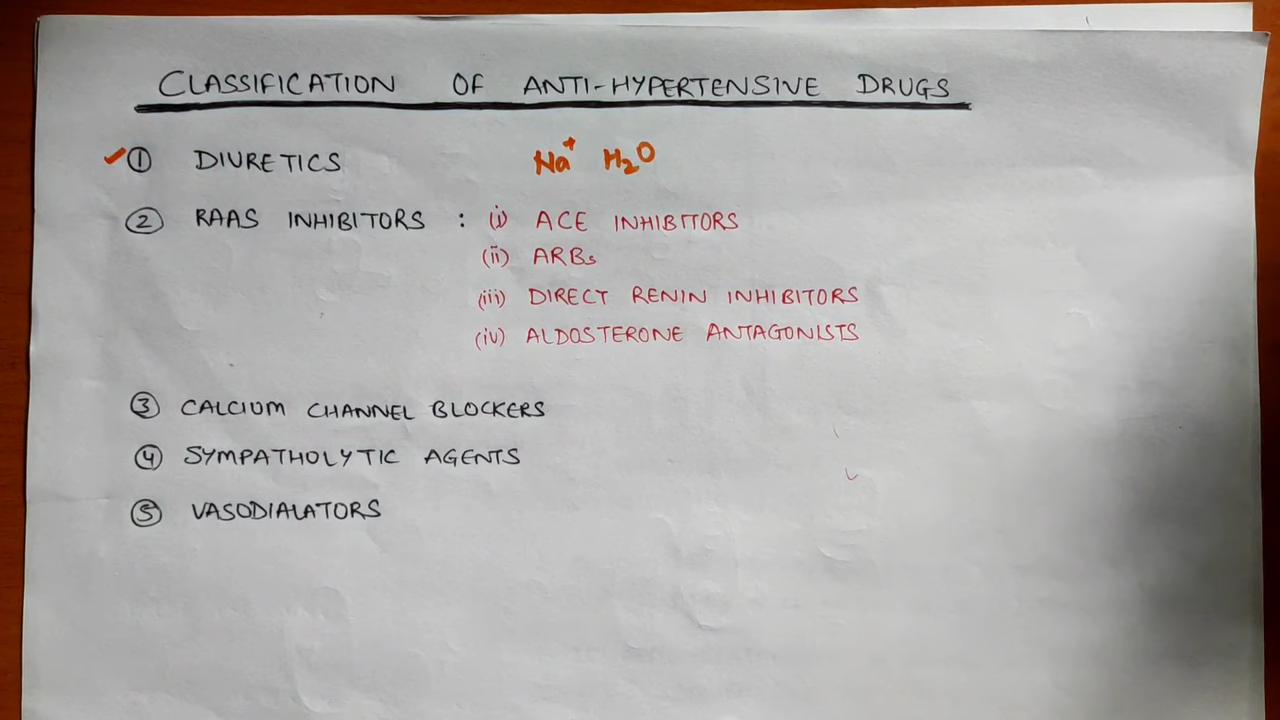 CLASSIFICATION OF ANTI-HYPERTENSIVE DRUGS
① DIURETICS Na⁺ H₂O
② RAAS INHIBITORS : (i) ACE INHIBITORS
(ii) ARBs
(iii) DIRECT RENIN INHIBITORS
(iv) ALDOSTERONE ANTAGONISTS
③ CALCIUM CHANNEL BLOCKERS
④ SYMPATHOLYTIC AGENTS
⑤ VASODIALATORS